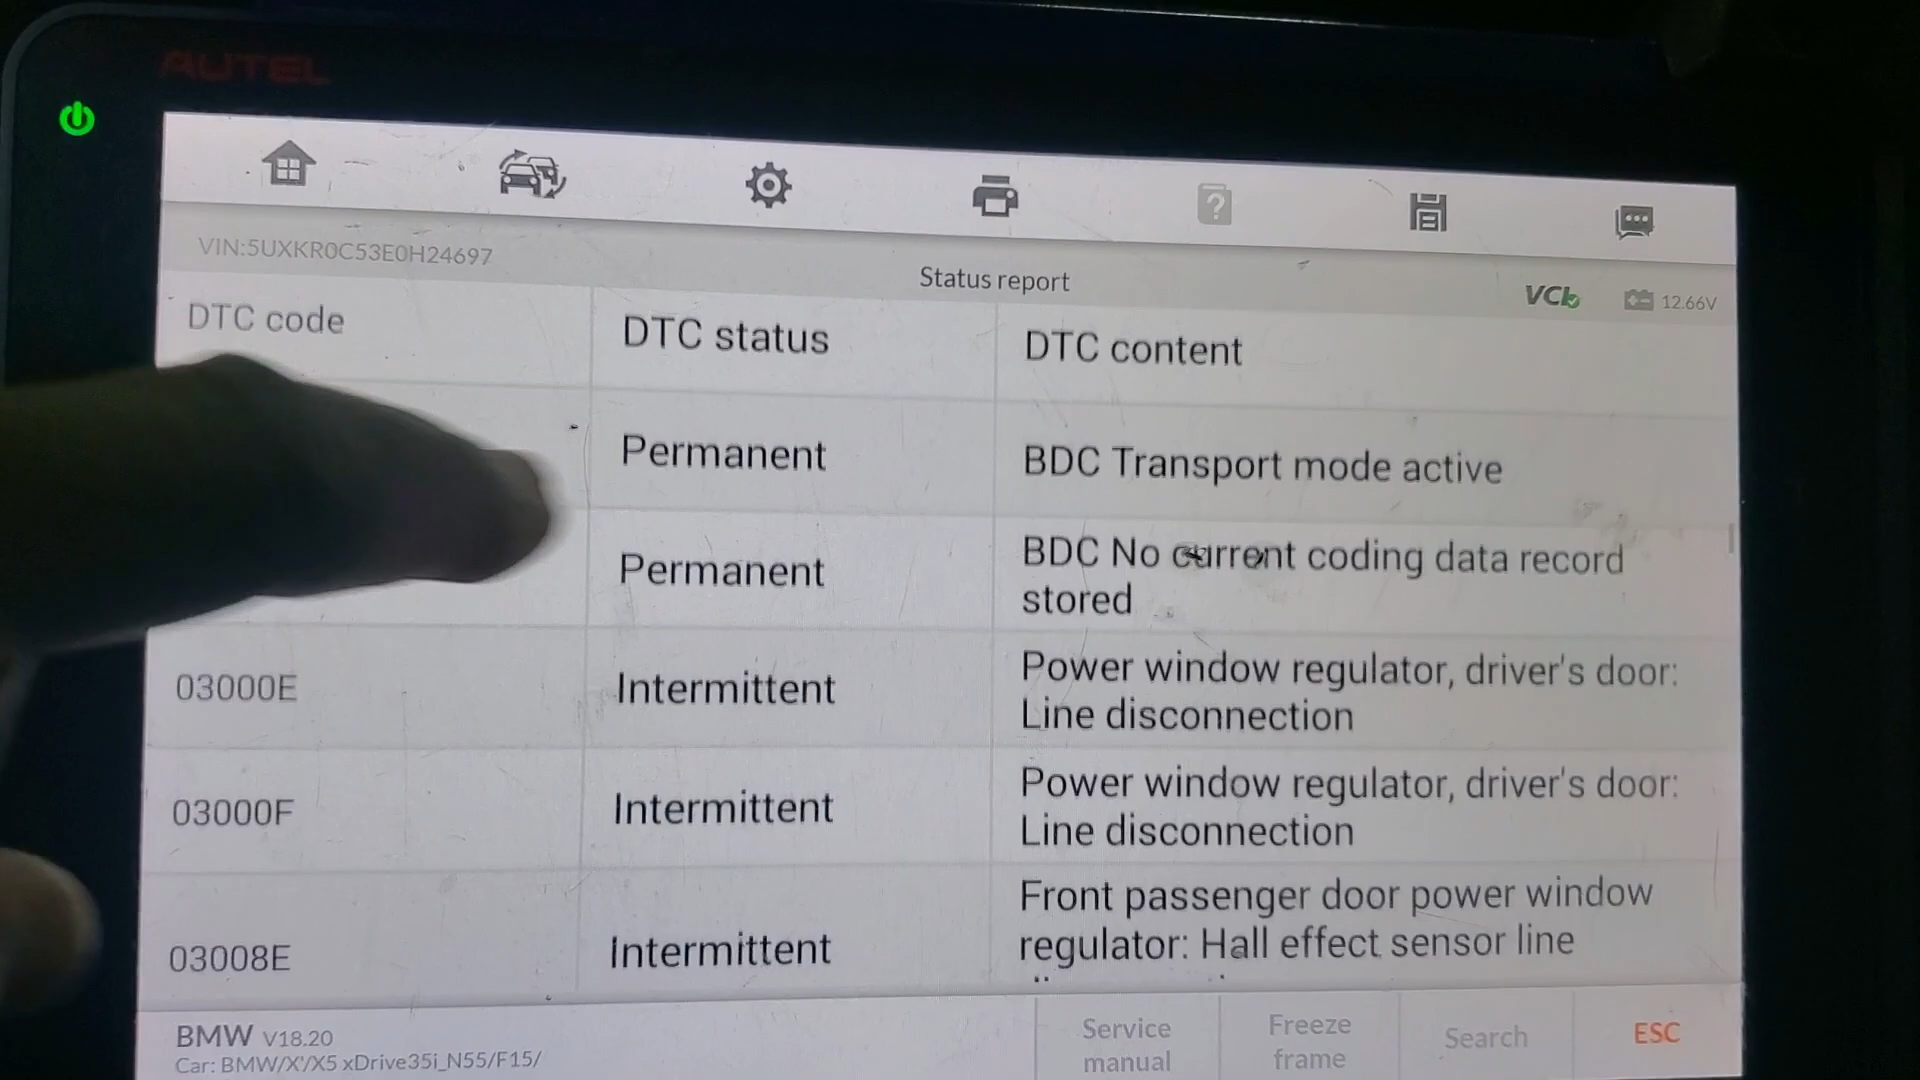 AUTEL
VIN:5UXKR0C53E0H24697
Status report
VCI
12.66V
DTC code
DTC status
DTC content
Permanent
BDC Transport mode active
Permanent
BDC No current coding data record
stored
03000E
Intermittent
Power window regulator, driver's door:
Line disconnection
03000F
Intermittent
Power window regulator, driver's door:
Line disconnection
03008E
Intermittent
Front passenger door power window
regulator: Hall effect sensor line
BMW V18.20
Car: BMW/X'/X5 xDrive35i_N55/F15/
Service
manual
Freeze
frame
Search
ESC